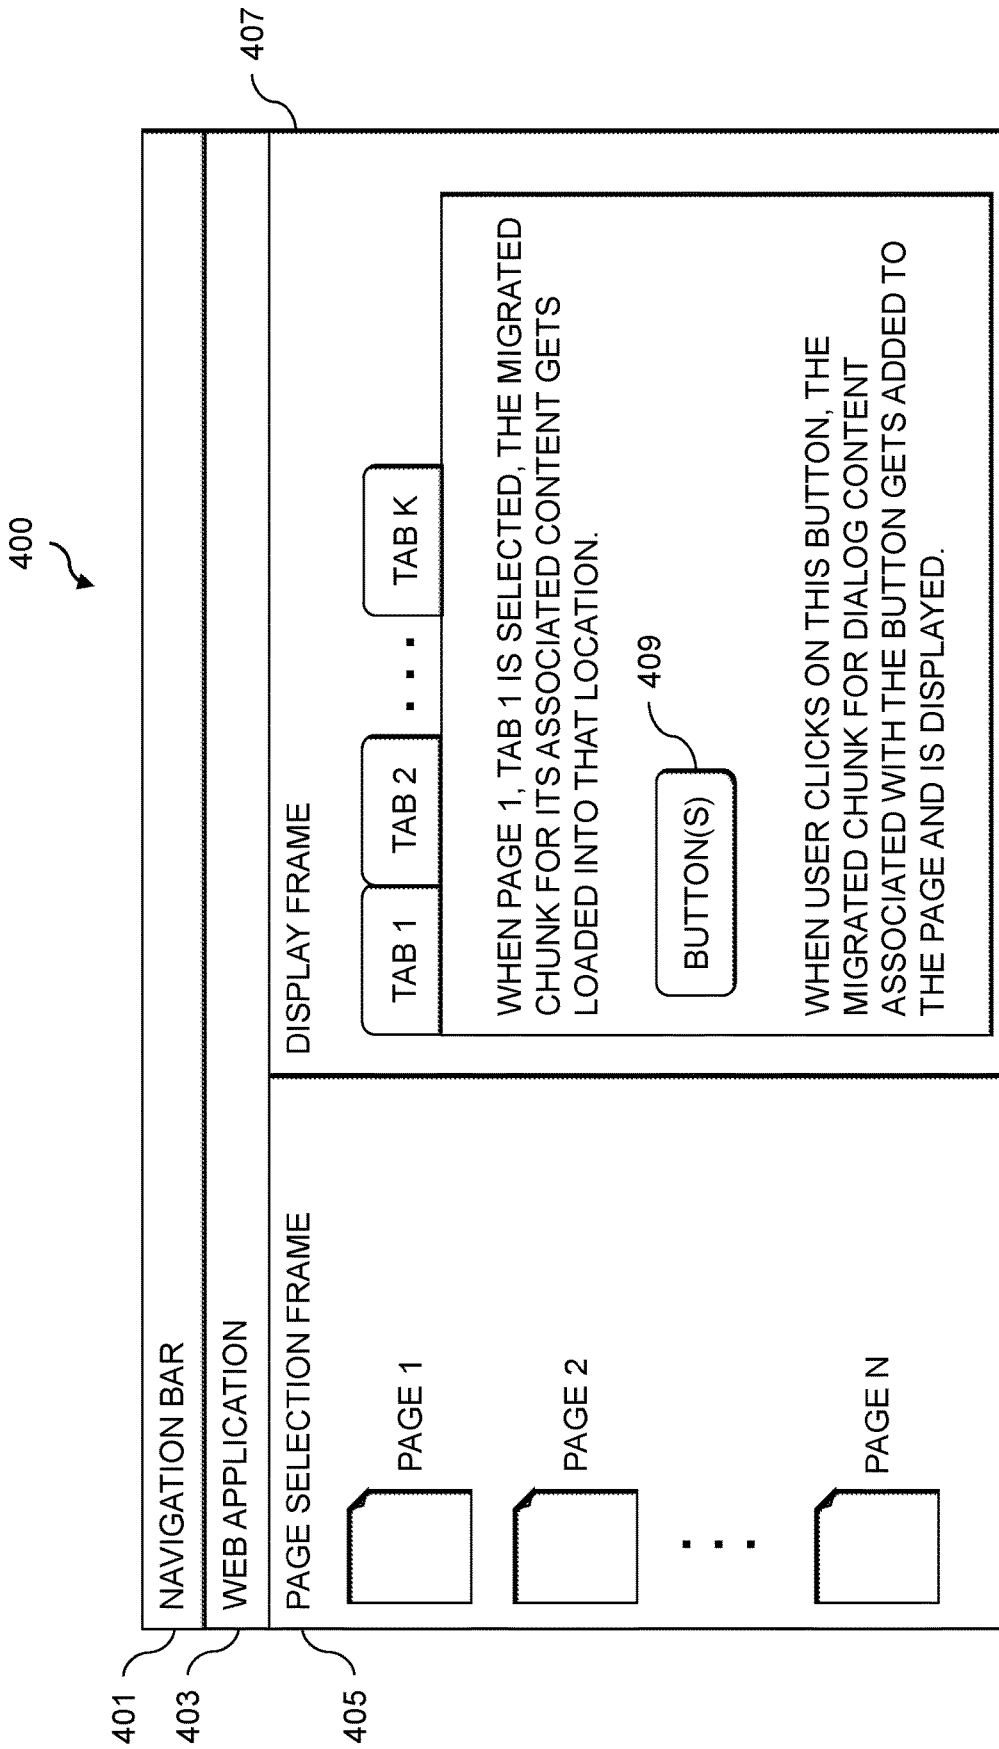 400
401
NAVIGATION BAR
403
WEB APPLICATION
405
PAGE SELECTION FRAME
PAGE 1
PAGE 2
PAGE N
407
DISPLAY FRAME
TAB 1
TAB 2
TAB K
WHEN PAGE 1, TAB 1 IS SELECTED, THE MIGRATED
CHUNK FOR ITS ASSOCIATED CONTENT GETS
LOADED INTO THAT LOCATION.
BUTTON(S)
409
WHEN USER CLICKS ON THIS BUTTON, THE
MIGRATED CHUNK FOR DIALOG CONTENT
ASSOCIATED WITH THE BUTTON GETS ADDED TO
THE PAGE AND IS DISPLAYED.